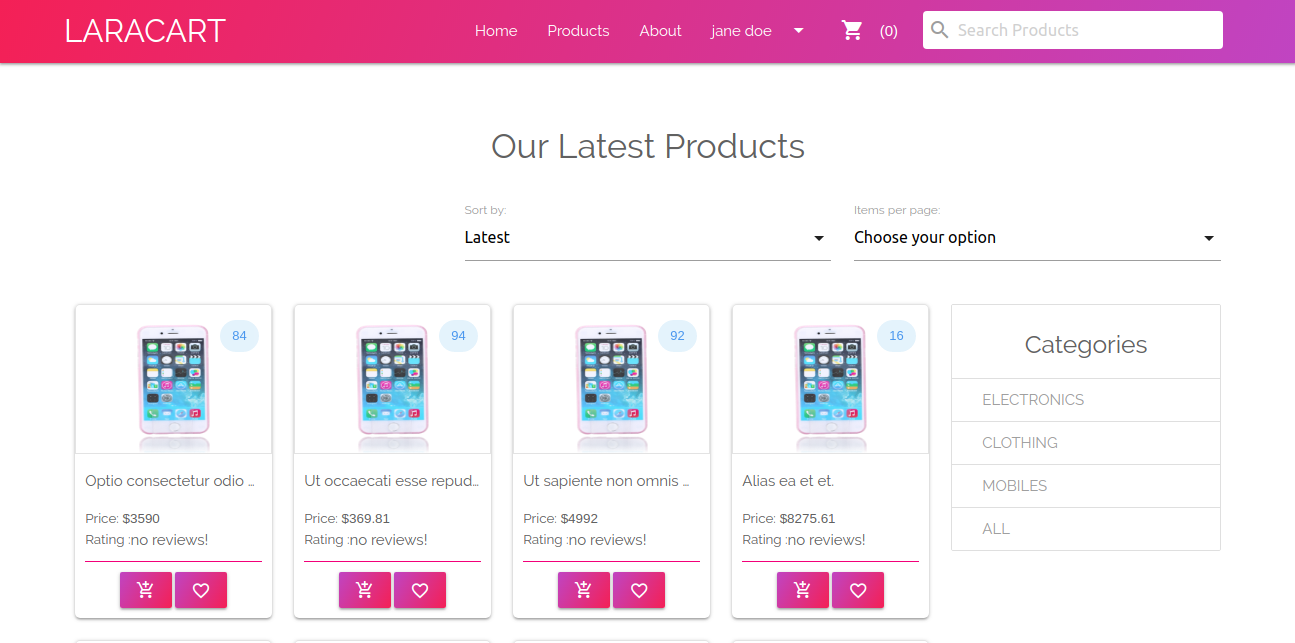 LARACART
Home Products About jane doe (0) Search Products
Our Latest Products
Sort by: Items per page:
Latest Choose your option
84 94 92 16
Optio consectetur odio ... Ut occaecati esse repud... Ut sapiente non omnis ... Alias ea et et.
Price: $3590 Price: $369.81 Price: $4992 Price: $8275.61
Rating :no reviews! Rating :no reviews! Rating :no reviews! Rating :no reviews!
Categories
ELECTRONICS
CLOTHING
MOBILES
ALL